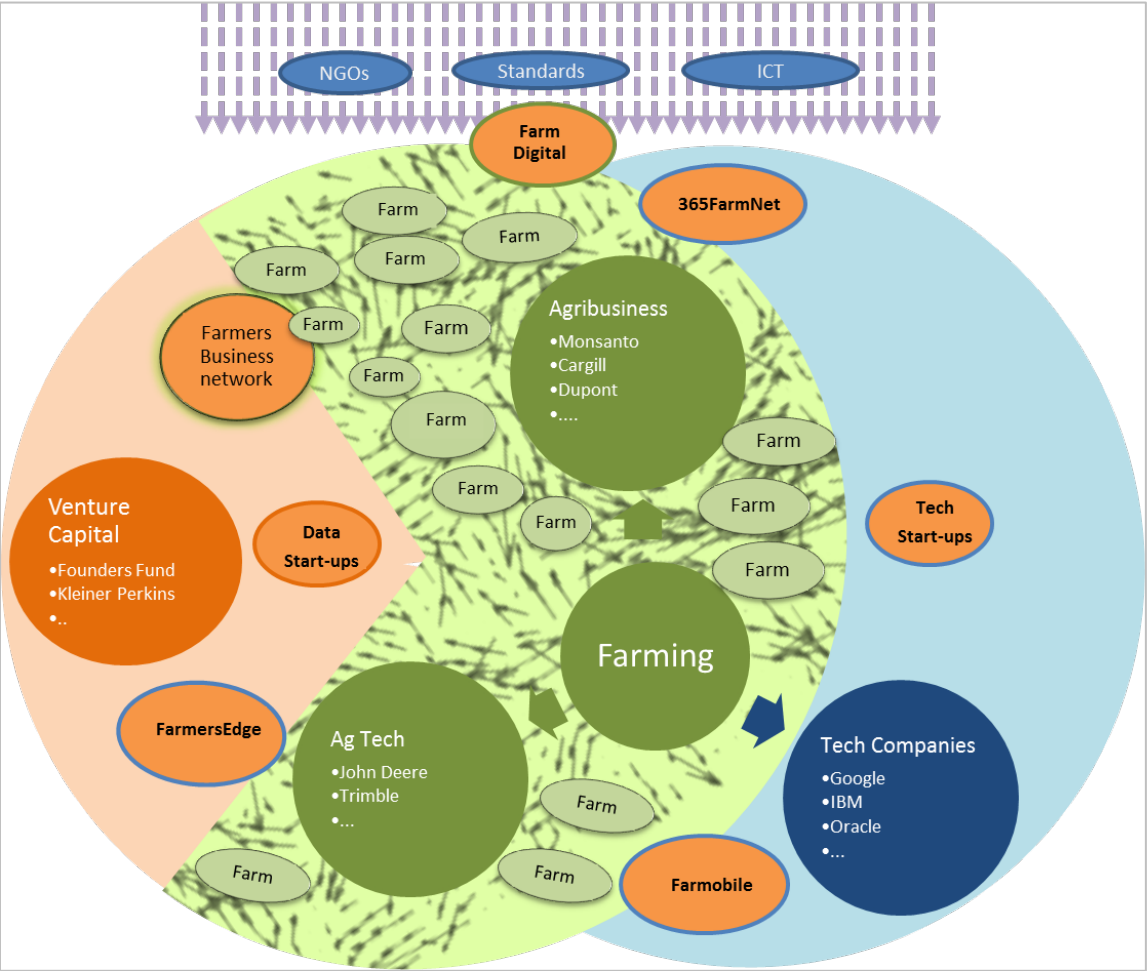 NGOs
Standards
ICT
Farm
Digital
365FarmNet
Farm
Farm
Farm
Farm
Farmers
Business
network
Farm
Farm
Farm
Farm
Farm
Farm
Agribusiness
•Monsanto
•Cargill
•Dupont
•....
Farm
Farm
Farm
Venture
Capital
•Founders Fund
•Kleiner Perkins
•..
Data
Start-ups
Tech
Start-ups
Farming
FarmersEdge
Ag Tech
•John Deere
•Trimble
•...
Tech Companies
•Google
•IBM
•Oracle
•...
Farm
Farm
Farm
Farmobile